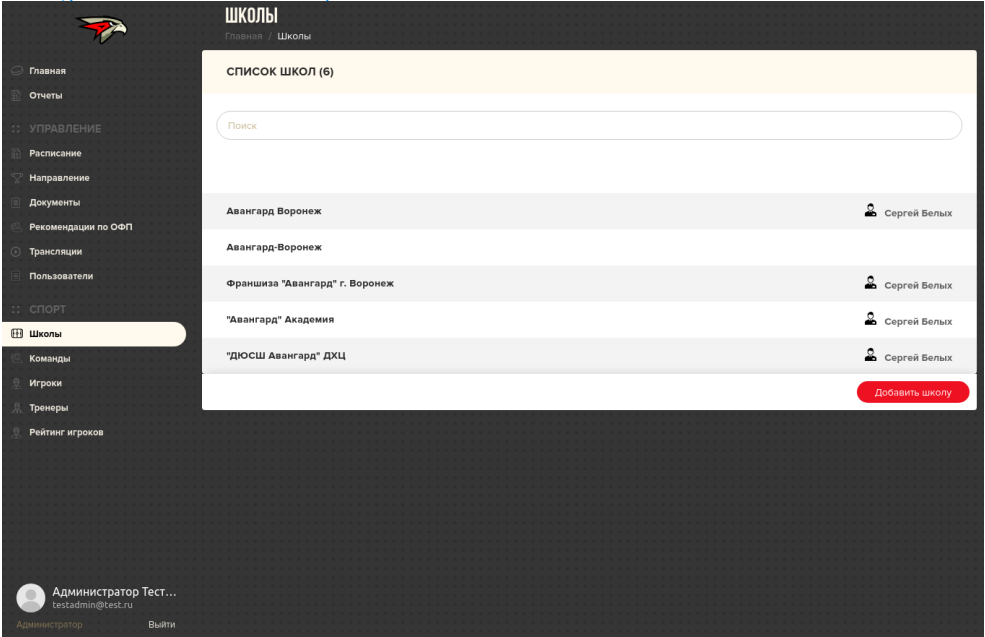 ШКОЛЫ
Главная / Школы
Главная
Отчеты
УПРАВЛЕНИЕ
Расписание
Направление
Документы
Рекомендации по ОФП
Трансляции
Пользователи
СПОРТ
Школы
Команды
Игроки
Тренеры
Рейтинг игроков
Администратор Тест...
testadmin@test.ru
Администратор Выйти
СПИСОК ШКОЛ (6)
Поиск
Авангард Воронеж Сергей Белых
Авангард-Воронеж
Франшиза "Авангард" г. Воронеж Сергей Белых
"Авангард" Академия Сергей Белых
"ДЮСШ Авангард" ДХЦ Сергей Белых
Добавить школу